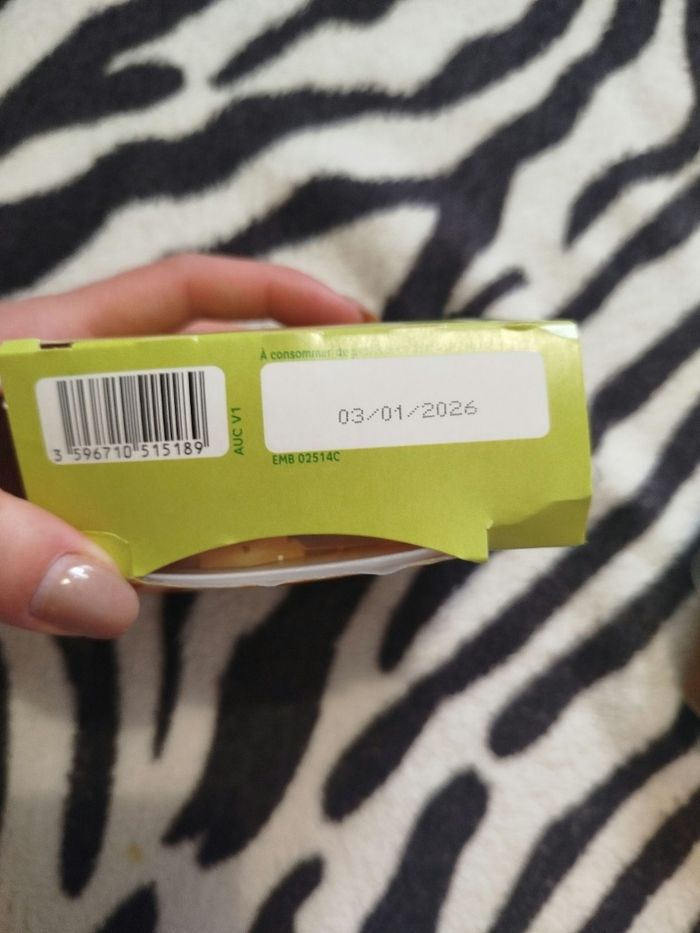 À consommer de
03/01/2026
3 596710 515189
AUC V1
EMB 02514C